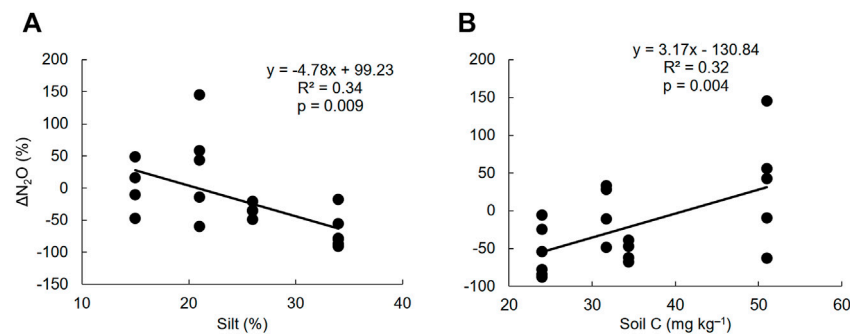 A
y = -4.78x + 99.23
R² = 0.34
p = 0.009
ΔN₂O (%)
200
150
100
50
0
-50
-100
-150
10
20
30
40
Silt (%)
B
y = 3.17x - 130.84
R² = 0.32
p = 0.004
ΔN₂O (%)
200
150
100
50
0
-50
-100
20
30
40
50
60
Soil C (mg kg⁻¹)